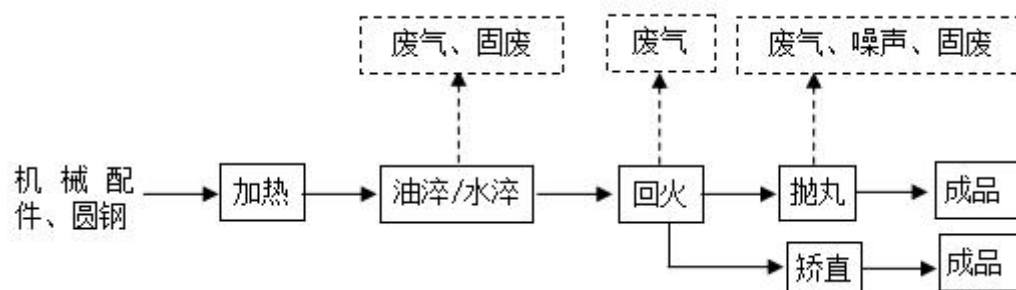 废气、固废
废气
废气、噪声、固废
机械配
件、圆钢
加热
油淬/水淬
回火
抛丸
成品
矫直
成品